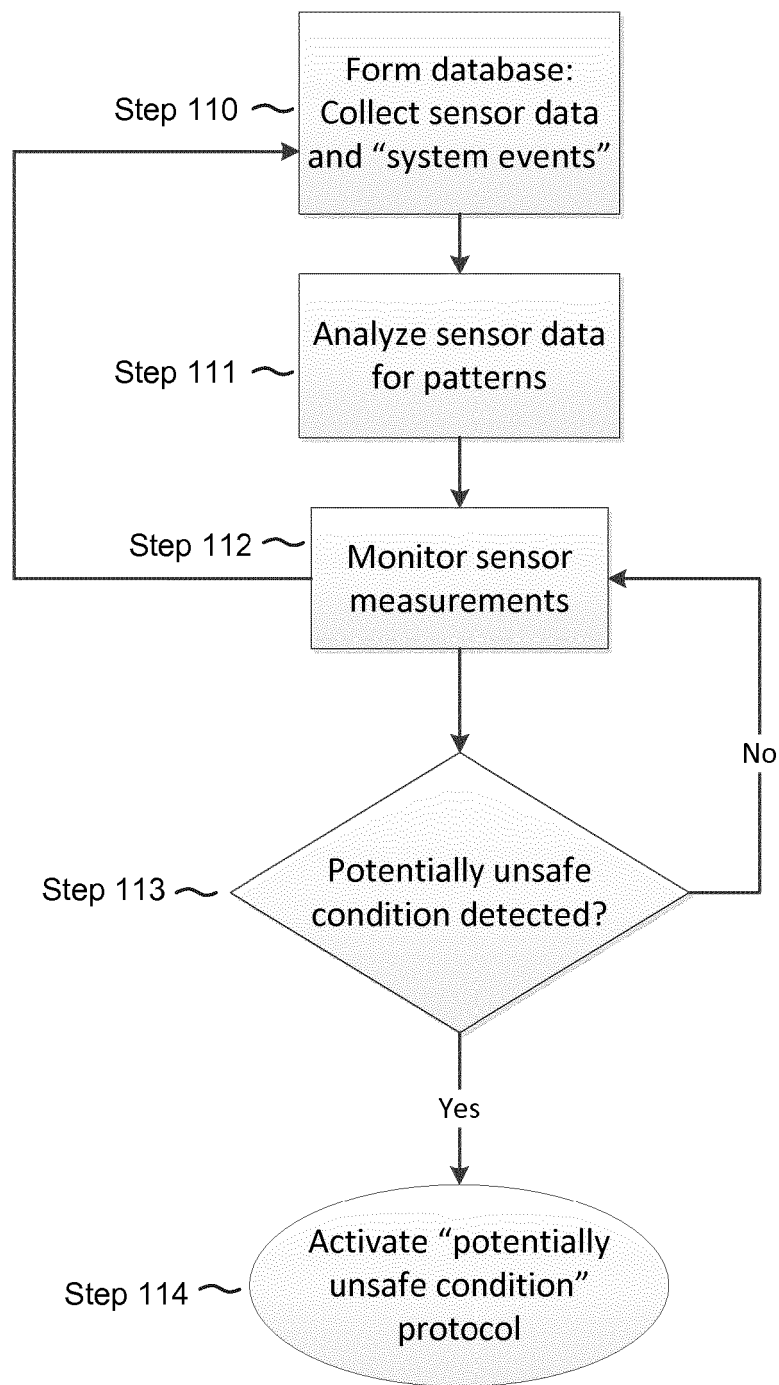 Form database:
Step 110
Collect sensor data
and “system events”
Analyze sensor data
Step 111
for patterns
Step 112
Monitor sensor
measurements
No
Potentially unsafe
Step 113
condition detected?
Yes
Activate “potentially
Step 114
unsafe condition”
protocol